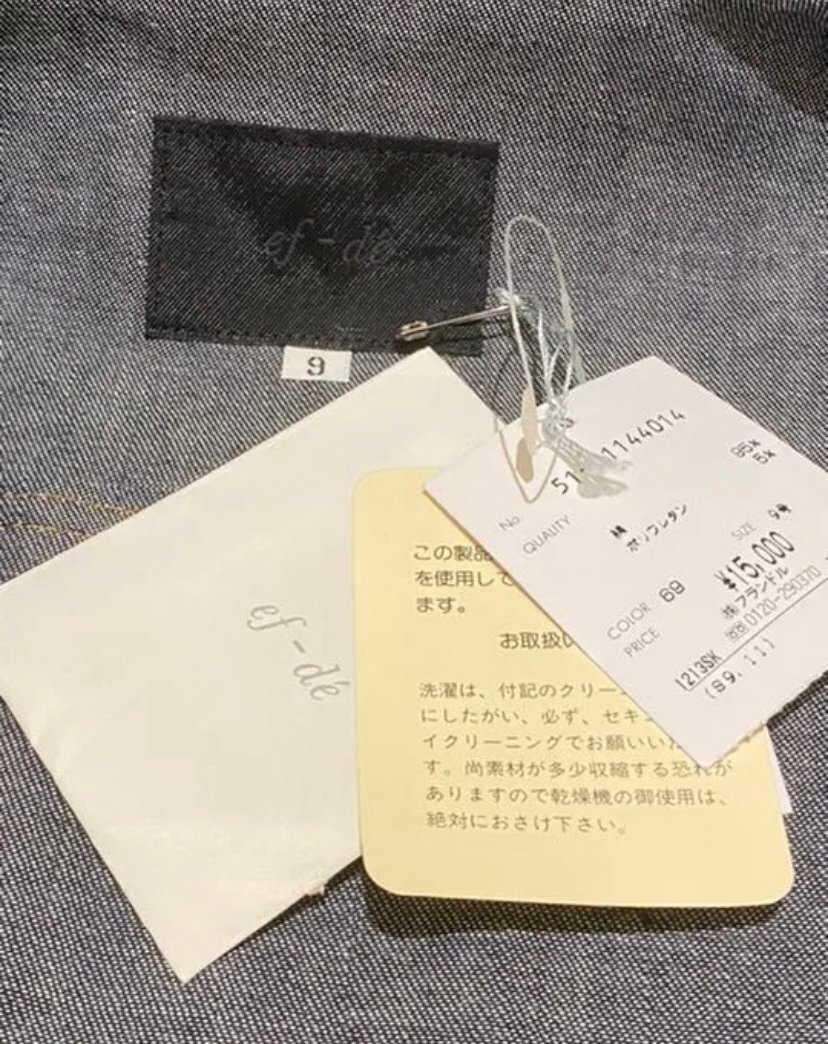 ef-dé
9
ef-dé
この製品
を使用して
ます。
お取扱い
洗濯は、付記のクリー
にしたがい、必ず、セキュ
イクリーニングでお願いいた
す。尚素材が多少収縮する恐れが
ありますので乾燥機の御使用は、
絶対におさけ下さい。
No. 51 1144014
QUALITY 綿 95%
ポリウレタン 5%
SIZE 9号
COLOR 69
PRICE ¥15,000
㈱フランドル
0120-290370
1213SK
(89.11)